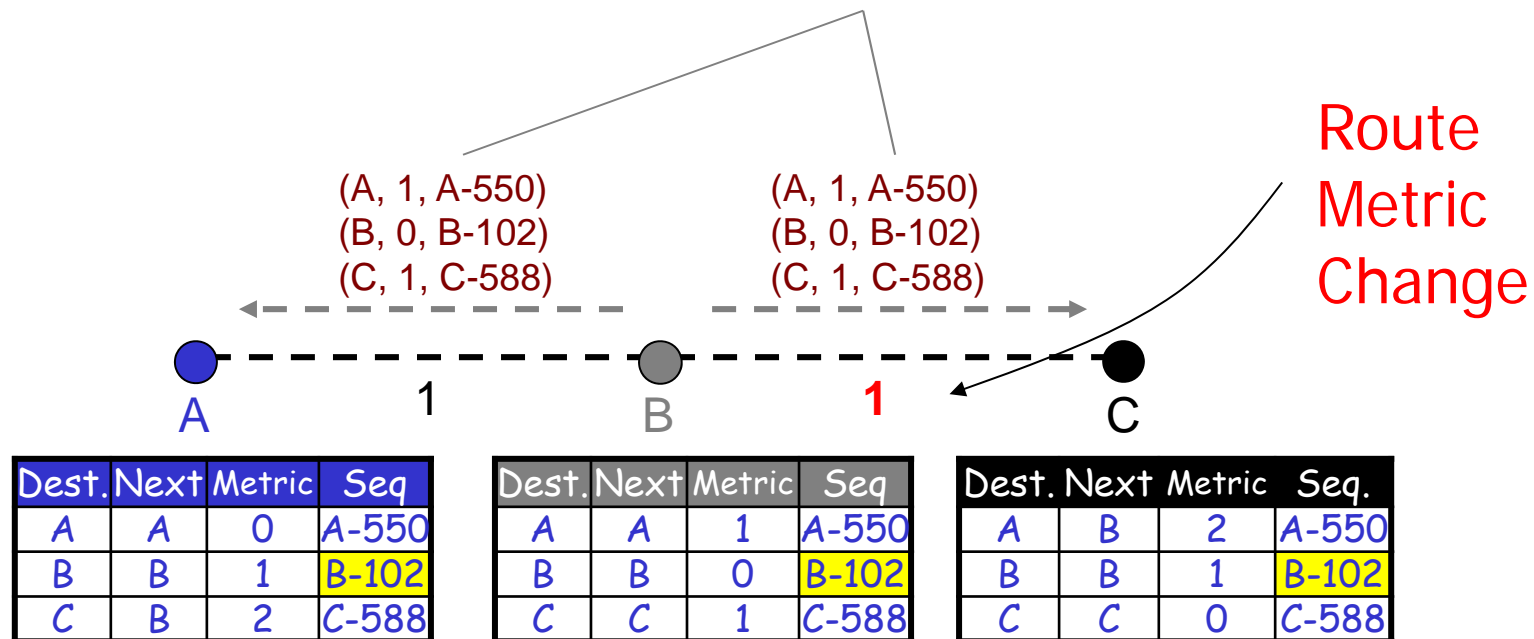 Route
Metric
Change
(A, 1, A-550) (A, 1, A-550)
(B, 0, B-102) (B, 0, B-102)
(C, 1, C-588) (C, 1, C-588)
1 1
A B C
Dest. Next Metric Seq
A A 0 A-550
B B 1 B-102
C B 2 C-588
Dest. Next Metric Seq
A A 1 A-550
B B 0 B-102
C C 1 C-588
Dest. Next Metric Seq.
A B 2 A-550
B B 1 B-102
C C 0 C-588